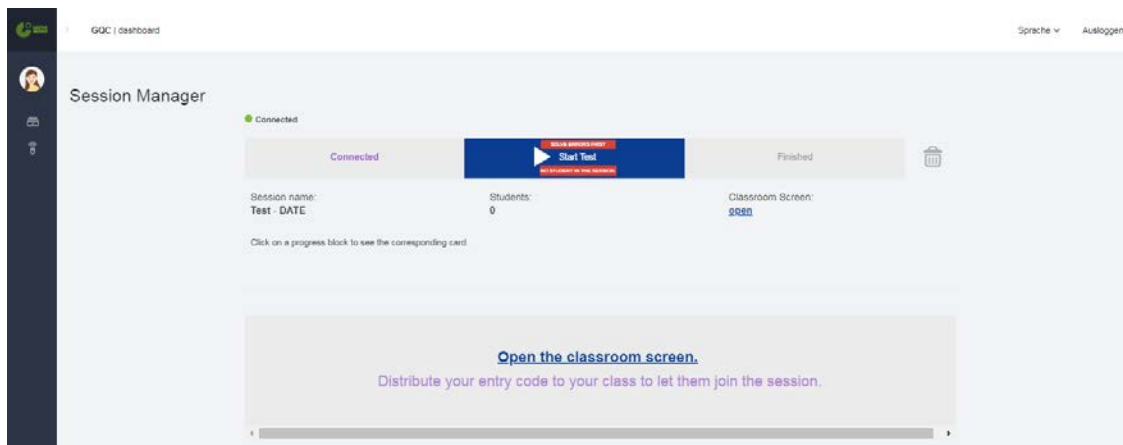 GQC | dashboard
Sprache
Ausloggen
Session Manager
Connected
Connected
SOLVE ERRORS FIRST
Start Test
NO STUDENT IN THE SESSION
Finished
Session name:
Test - DATE
Students:
0
Classroom Screen:
open
Click on a progress block to see the corresponding card
Open the classroom screen.
Distribute your entry code to your class to let them join the session.